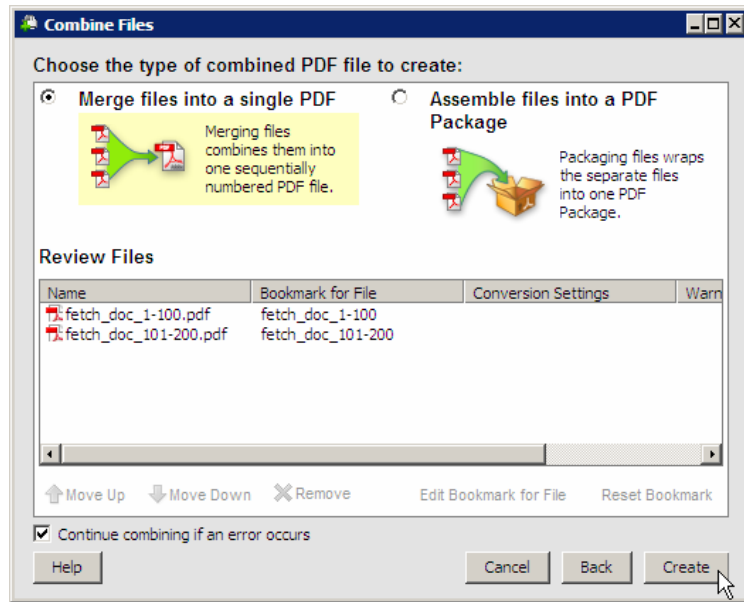 Combine Files
Choose the type of combined PDF file to create:
Merge files into a single PDF
Merging files
combines them into
one sequentially
numbered PDF file.
Assemble files into a PDF
Package
Packaging files wraps
the separate files
into one PDF
Package.
Review Files
Name Bookmark for File Conversion Settings Warn
fetch_doc_1-100.pdf fetch_doc_1-100
fetch_doc_101-200.pdf fetch_doc_101-200
Move Up Move Down Remove Edit Bookmark for File Reset Bookmark
Continue combining if an error occurs
Help Cancel Back Create